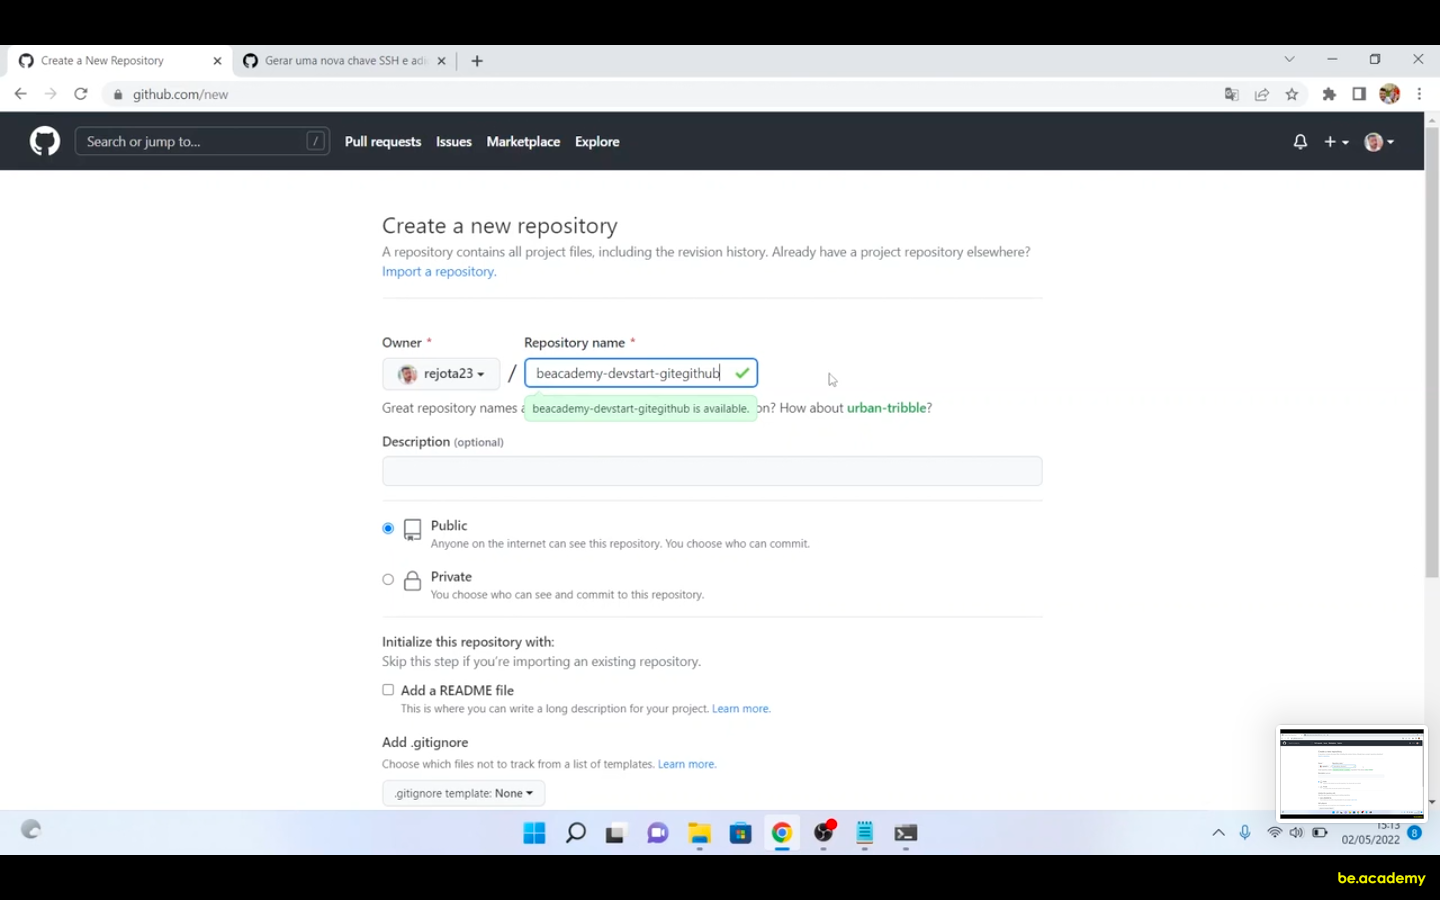 Create a New Repository
Gerar uma nova chave SSH e adi
github.com/new
Search or jump to...
/
Pull requests Issues Marketplace Explore
Create a new repository
A repository contains all project files, including the revision history. Already have a project repository elsewhere?
Import a repository.
Owner * Repository name *
rejota23 / beacademy-devstart-gitegithub
Great repository names a
beacademy-devstart-gitegithub is available.
on? How about urban-tribble?
Description (optional)
Public
Anyone on the internet can see this repository. You choose who can commit.
Private
You choose who can see and commit to this repository.
Initialize this repository with:
Skip this step if you're importing an existing repository.
Add a README file
This is where you can write a long description for your project. Learn more.
Add .gitignore
Choose which files not to track from a list of templates. Learn more.
.gitignore template: None
15:13
02/05/2022
8
be.academy